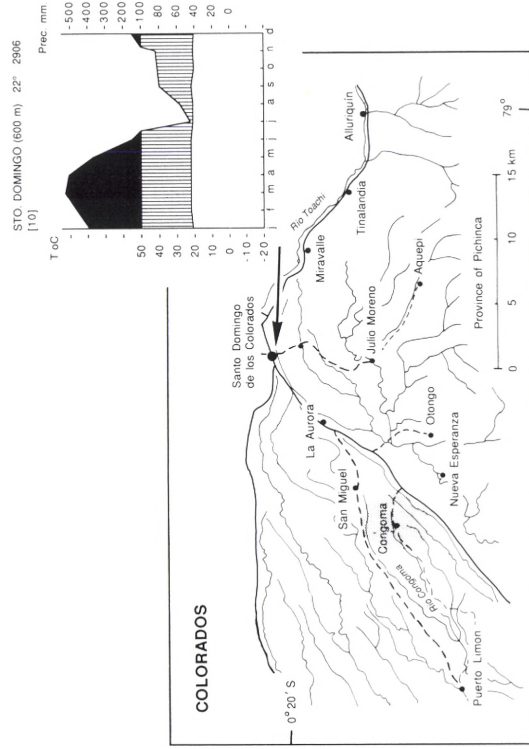 STO. DOMINGO (600 m) 22° 2906
[10]
T °C
Prec. mm
50
40
30
20
10
0
-10
-20
500
400
300
200
100
80
60
40
20
0
f m a m j j a s o n d
COLORADOS
0° 20' S
Santo Domingo
de los Colorados
Rio Toachi
Miravalle
Tinalandia
Alluriquin
La Aurora
San Miguel
Julio Moreno
Aquepi
Congoma
Rio Congoma
Otongo
Nueva Esperanza
Puerto Limon
Province of Pichinca
0 5 10 15 km
79°